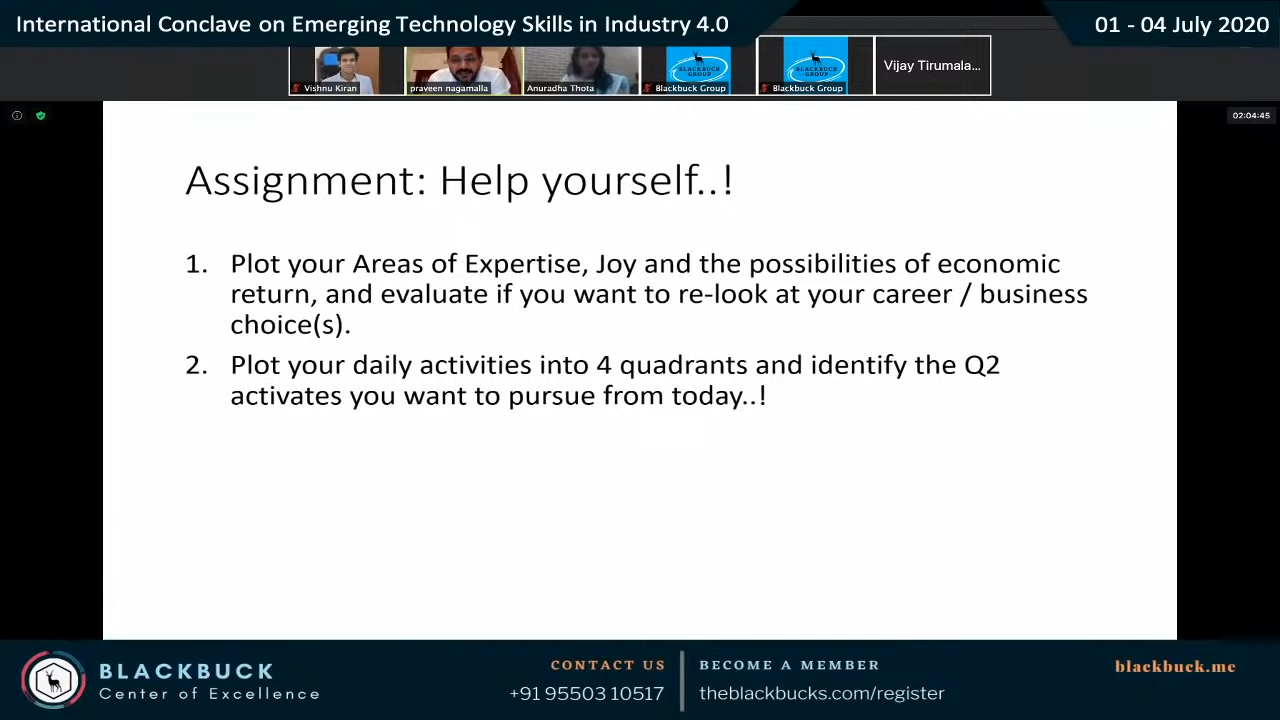 International Conclave on Emerging Technology Skills in Industry 4.0
01 - 04 July 2020
BLACKBUCK
GROUP
BLACKBUCK
GROUP
Vijay Tirumala...
Vishnu Kiran
praveen nagamalla
Anuradha Thota
Blackbuck Group
Blackbuck Group
02:04:45
Assignment: Help yourself..!
1. Plot your Areas of Expertise, Joy and the possibilities of economic
return, and evaluate if you want to re-look at your career / business
choice(s).
2. Plot your daily activities into 4 quadrants and identify the Q2
activates you want to pursue from today..!
BLACKBUCK
Center of Excellence
CONTACT US
+91 95503 10517
BECOME A MEMBER
theblackbucks.com/register
blackbuck.me